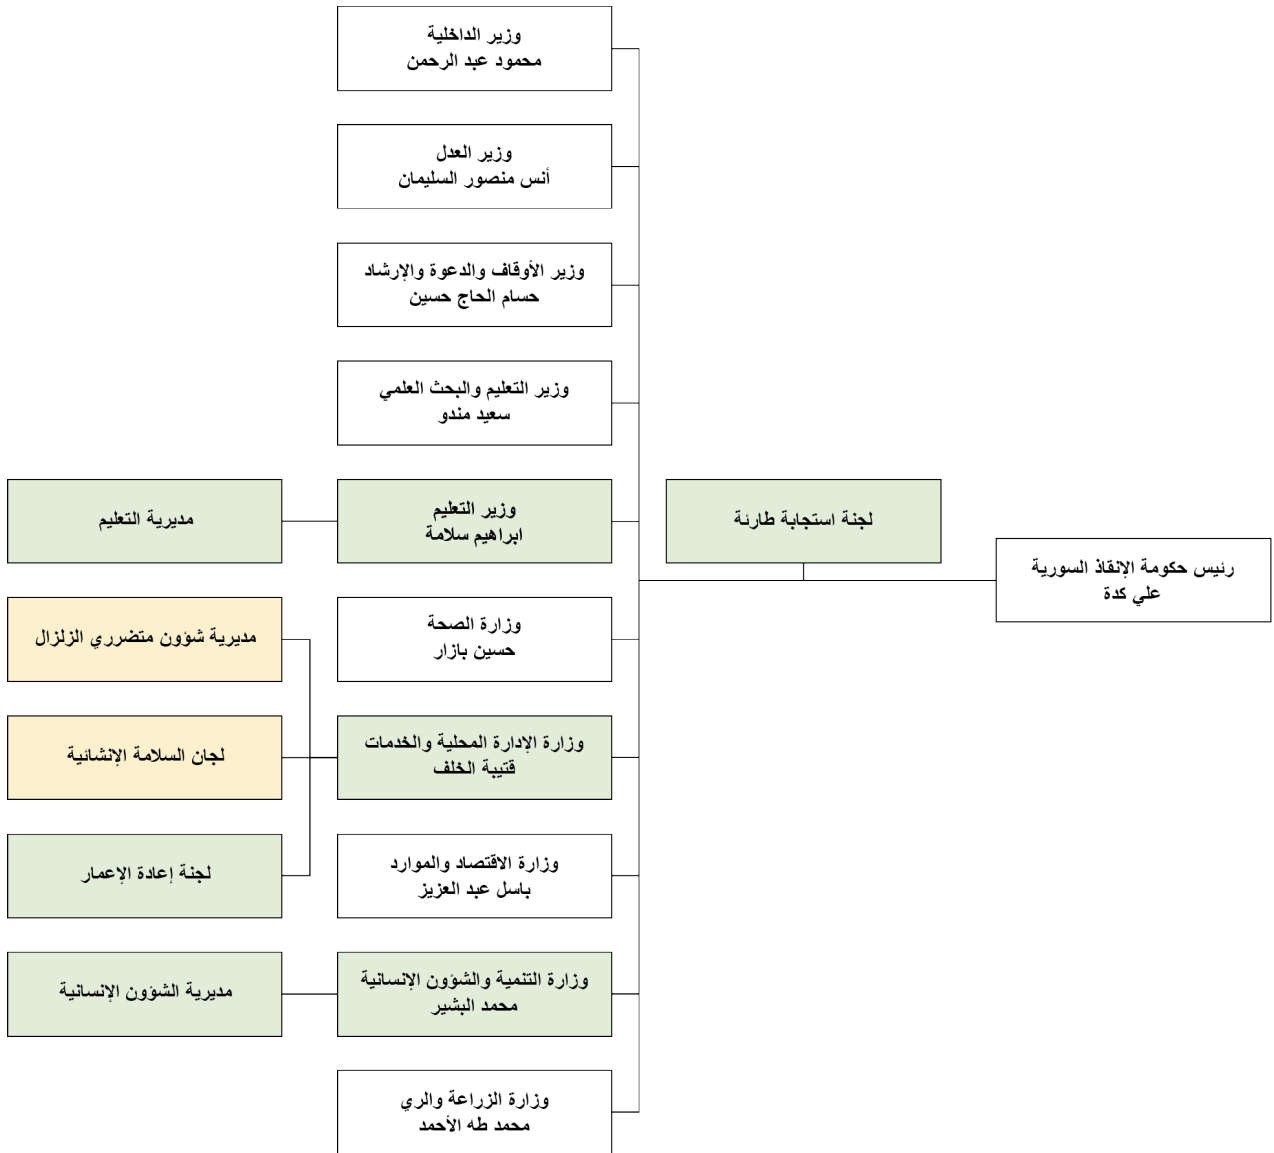 رئيس حكومة الإنقاذ السورية
علي كدة
لجنة استجابة طارئة
وزير الداخلية
محمود عبد الرحمن
وزير العدل
أنس منصور السليمان
وزير الأوقاف والدعوة والإرشاد
حسام الحاج حسين
وزير التعليم والبحث العلمي
سعيد مندو
وزير التعليم
ابراهيم سلامة
مديرية التعليم
وزارة الصحة
حسين بازار
وزارة الإدارة المحلية والخدمات
قتيبة الخلف
مديرية شؤون متضرري الزلزال
لجان السلامة الإنشائية
لجنة إعادة الإعمار
وزارة الاقتصاد والموارد
باسل عبد العزيز
وزارة التنمية والشؤون الإنسانية
محمد البشير
مديرية الشؤون الإنسانية
وزارة الزراعة والري
محمد طه الأحمد